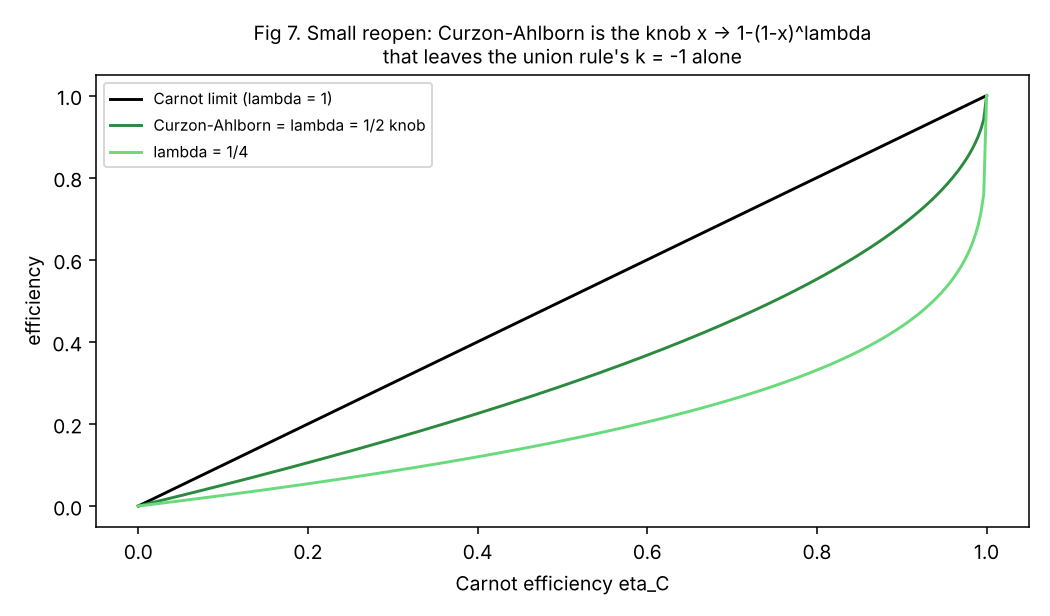 Fig 7. Small reopen: Curzon-Ahlborn is the knob x → 1-(1-x)^lambda
that leaves the union rule's k = -1 alone
Carnot limit (lambda = 1)
Curzon-Ahlborn = lambda = 1/2 knob
lambda = 1/4
1.0
0.8
0.6
0.4
0.2
0.0
efficiency
0.0 0.2 0.4 0.6 0.8 1.0
Carnot efficiency eta_C